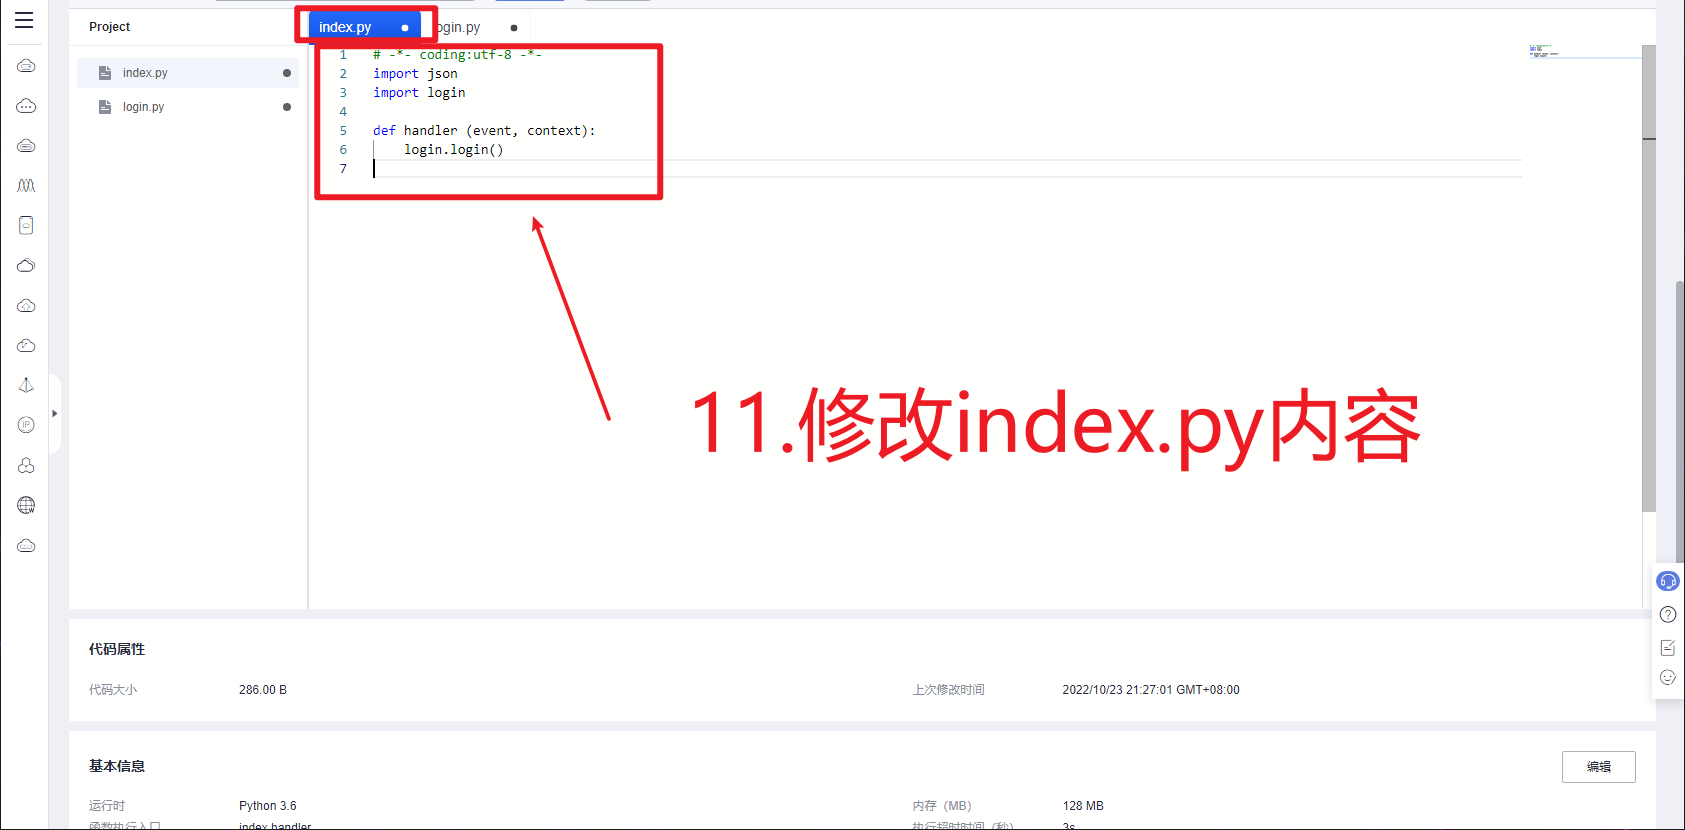 Project
index.py
login.py
index.py
ogin.py
1 # -*- coding:utf-8 -*-
2 import json
3 import login
4
5 def handler (event, context):
6 login.login()
7
11.修改index.py内容
代码属性
代码大小 286.00 B 上次修改时间 2022/10/23 21:27:01 GMT+08:00
基本信息 编辑
运行时 Python 3.6 内存（MB） 128 MB
函数执行入口 index.handler 执行超时时间（秒） 3s